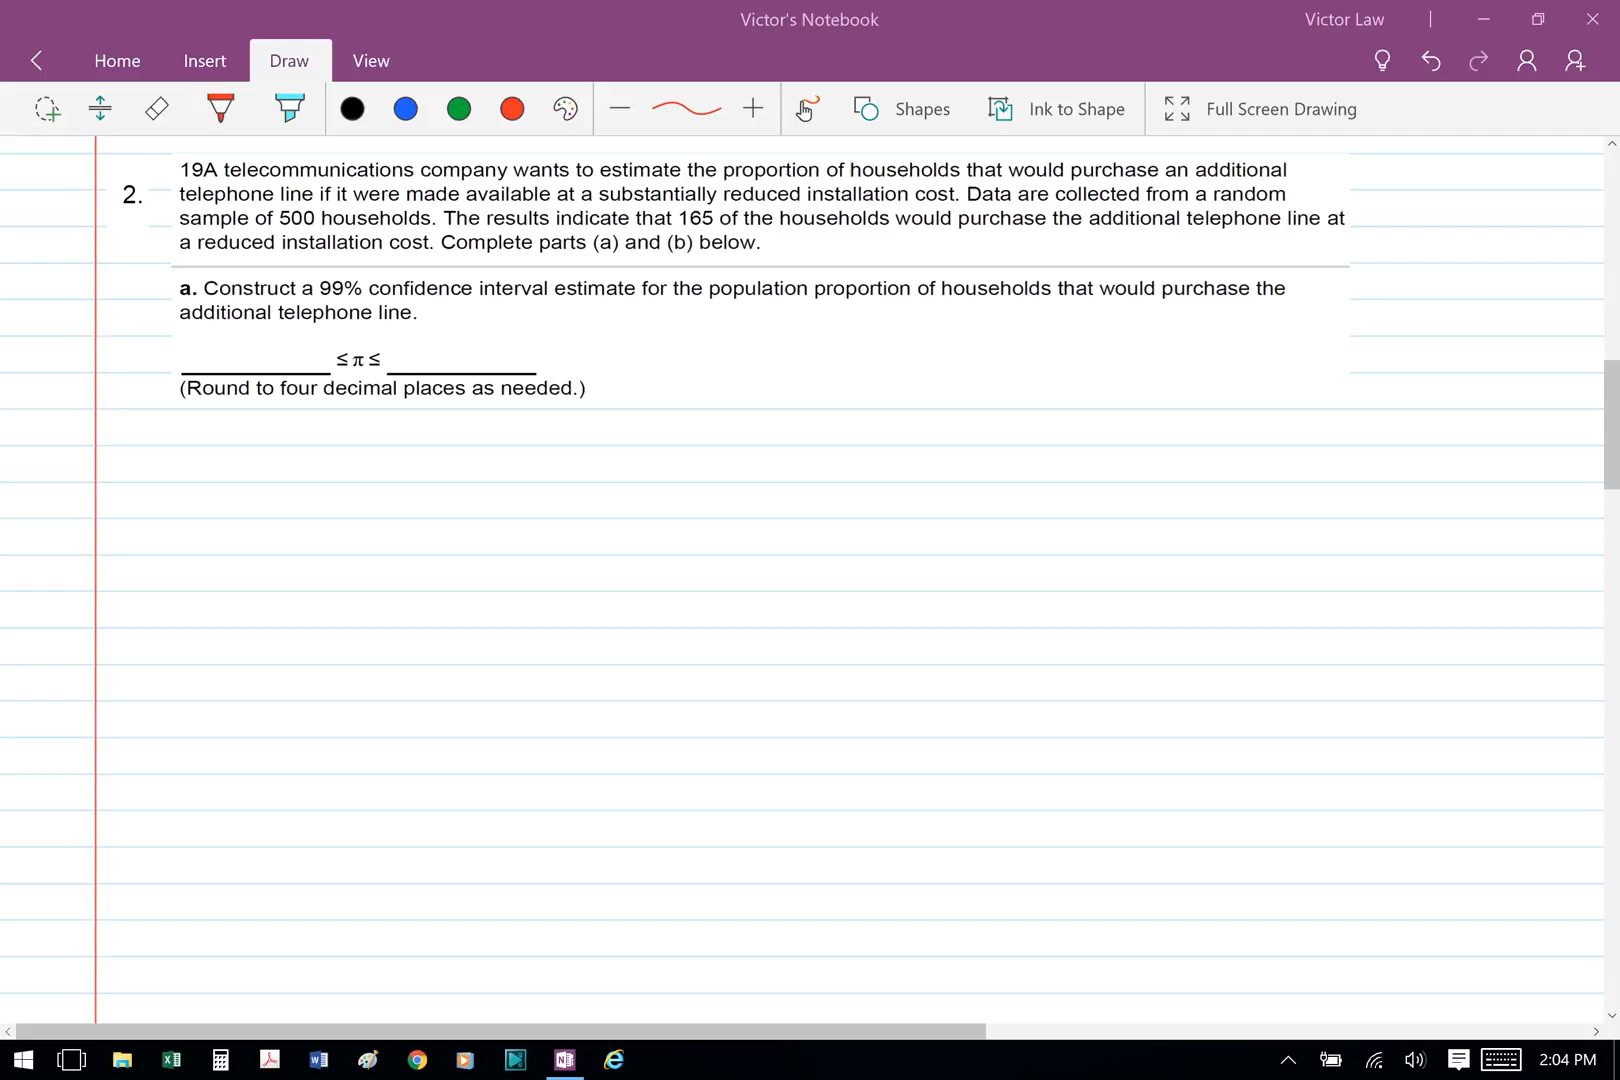 Victor's Notebook
Victor Law
Home
Insert
Draw
View
Shapes
Ink to Shape
Full Screen Drawing
2.
19A telecommunications company wants to estimate the proportion of households that would purchase an additional
telephone line if it were made available at a substantially reduced installation cost. Data are collected from a random
sample of 500 households. The results indicate that 165 of the households would purchase the additional telephone line at
a reduced installation cost. Complete parts (a) and (b) below.
a. Construct a 99% confidence interval estimate for the population proportion of households that would purchase the
additional telephone line.
≤ π ≤
(Round to four decimal places as needed.)
2:04 PM